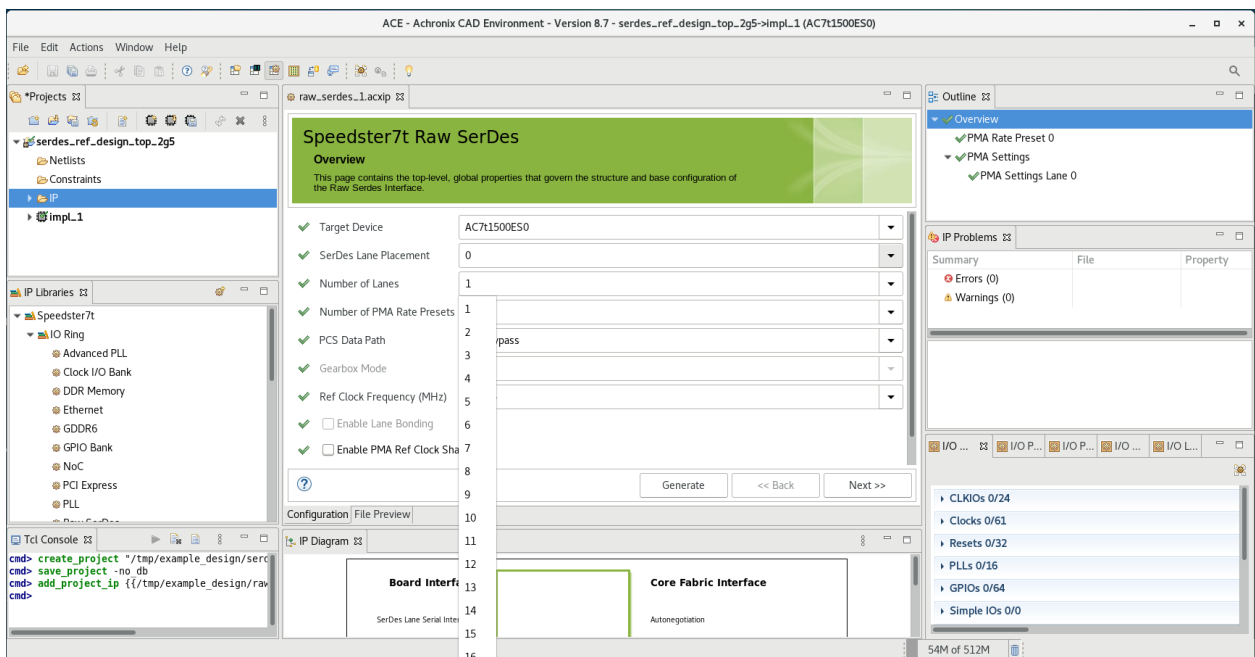 ACE - Achronix CAD Environment - Version 8.7 - serdes_ref_design_top_2g5->impl_1 (AC7t1500ES0)
File Edit Actions Window Help
*Projects
serdes_ref_design_top_2g5
Netlists
Constraints
IP
impl_1
IP Libraries
Speedster7t
IO Ring
Advanced PLL
Clock I/O Bank
DDR Memory
Ethernet
GDDR6
GPIO Bank
NoC
PCI Express
PLL
Tcl Console
cmd> create_project "/tmp/example_design/serd
cmd> save_project -no_db
cmd> add_project_ip {{/tmp/example_design/raw
cmd>
raw_serdes_1.acxip
Speedster7t Raw SerDes
Overview
This page contains the top-level, global properties that govern the structure and base configuration of
the Raw Serdes Interface.
Target Device AC7t1500ES0
SerDes Lane Placement 0
Number of Lanes 1
Number of PMA Rate Presets
PCS Data Path ypass
Gearbox Mode
Ref Clock Frequency (MHz)
Enable Lane Bonding
Enable PMA Ref Clock Sha
1
2
3
4
5
6
7
8
9
10
11
12
13
14
15
16
Generate << Back Next >>
Configuration File Preview
IP Diagram
Board Interfa
Core Fabric Interface
SerDes Lane Serial Inte
Autonegotiation
Outline
Overview
PMA Rate Preset 0
PMA Settings
PMA Settings Lane 0
IP Problems
Summary File Property
Errors (0)
Warnings (0)
I/O ... I/O P... I/O P... I/O ... I/O L...
CLKIOs 0/24
Clocks 0/61
Resets 0/32
PLLs 0/16
GPIOs 0/64
Simple IOs 0/0
54M of 512M